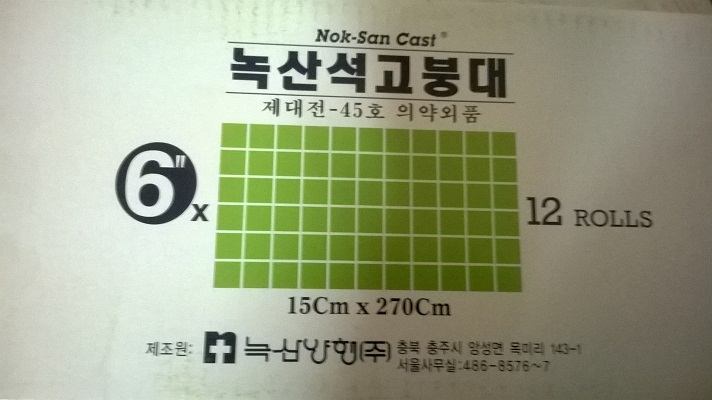 Nok-San Cast®
녹산석고붕대
제대전-45호 의약외품
6" x
12 ROLLS
15Cm x 270Cm
제조원: 녹산양행(주) 충북 충주시 앙성면 목미리 143-1
서울사무실:486-8576~7